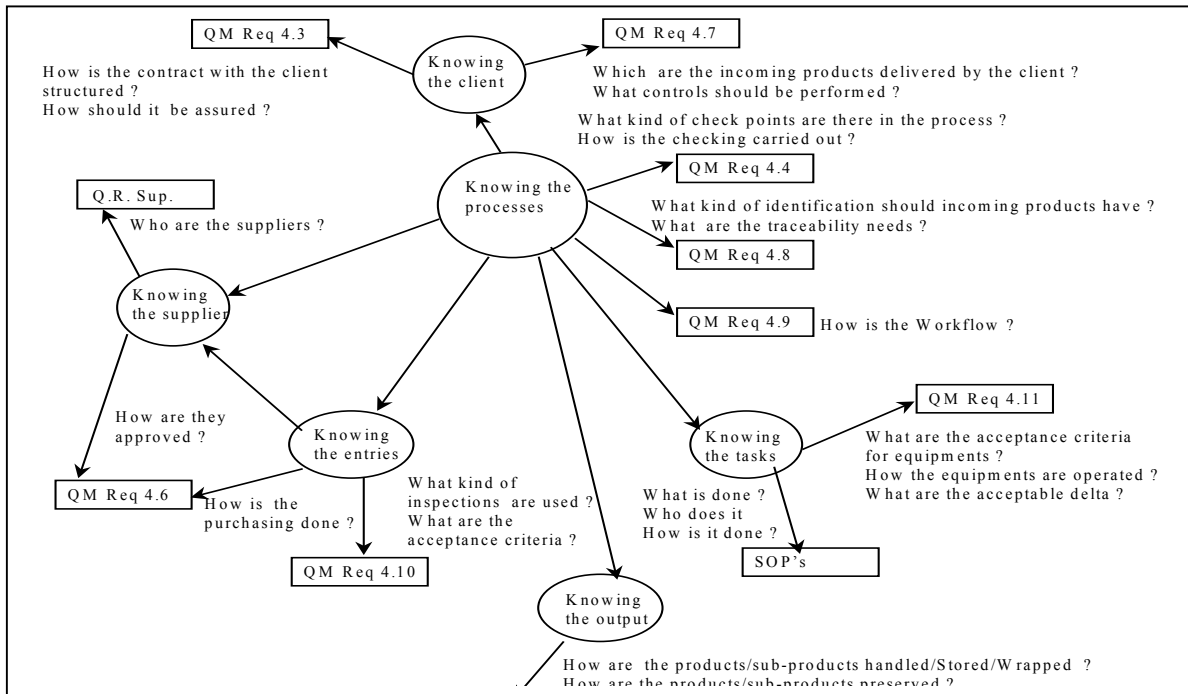 QM Req 4.3
QM Req 4.7
Knowing
the client
How is the contract with the client
structured ?
How should it be assured ?
Which are the incoming products delivered by the client ?
What controls should be performed ?
What kind of check points are there in the process ?
How is the checking carried out ?
QM Req 4.4
Knowing the
processes
Q.R. Sup.
Who are the suppliers ?
What kind of identification should incoming products have ?
What are the traceability needs ?
QM Req 4.8
Knowing
the supplier
QM Req 4.9
How is the Workflow ?
QM Req 4.11
How are they
approved ?
Knowing
the entries
Knowing
the tasks
What are the acceptance criteria
for equipments ?
How the equipments are operated ?
What are the acceptable delta ?
QM Req 4.6
How is the
purchasing done ?
What kind of
inspections are used ?
What are the
acceptance criteria ?
What is done ?
Who does it
How is it done ?
QM Req 4.10
SOP's
Knowing
the output
How are the products/sub-products handled/Stored/Wrapped ?
How are the products/sub-products preserved ?